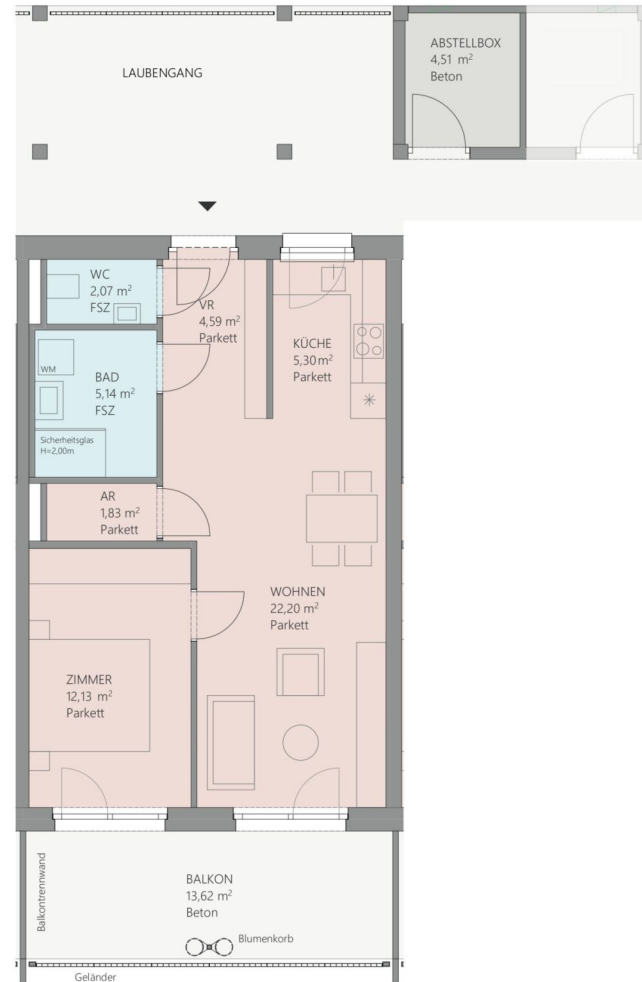 LAUBENGANG
ABSTELLBOX
4,51 m²
Beton
WC
2,07 m²
FSZ
VR
4,59 m²
Parkett
KÜCHE
5,30 m²
Parkett
WM
BAD
5,14 m²
FSZ
Sicherheitsglas
H=2,00m
AR
1,83 m²
Parkett
WOHNEN
22,20 m²
Parkett
ZIMMER
12,13 m²
Parkett
Balkontrennwand
BALKON
13,62 m²
Beton
Blumenkorb
Geländer